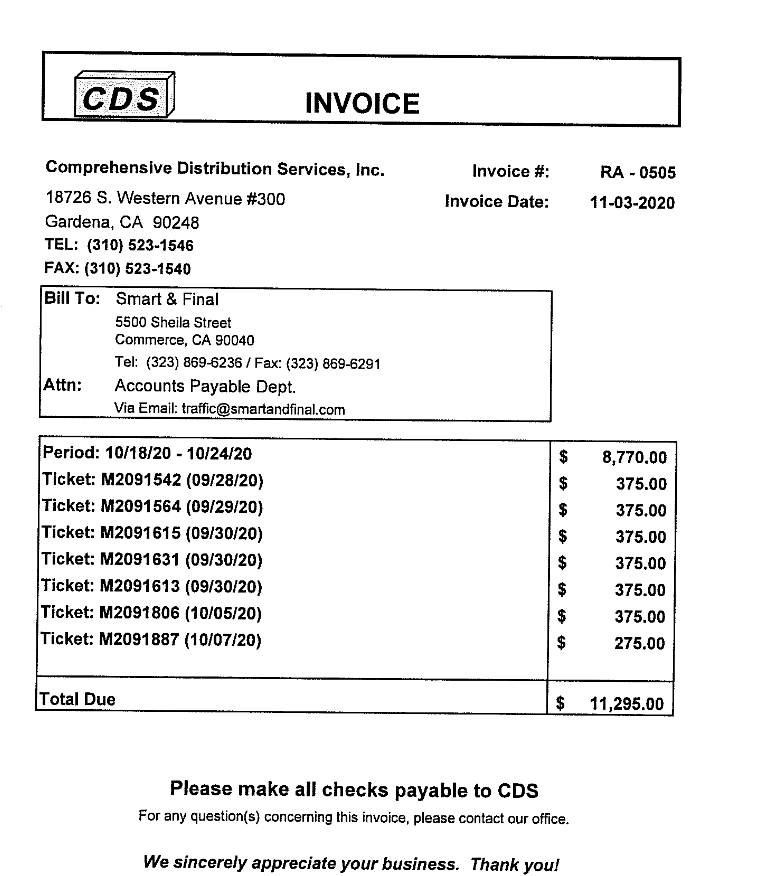 CDS
INVOICE
Comprehensive Distribution Services, Inc. Invoice #: RA - 0505
18726 S. Western Avenue #300 Invoice Date: 11-03-2020
Gardena, CA 90248
TEL: (310) 523-1546
FAX: (310) 523-1540
Bill To: Smart & Final
5500 Sheila Street
Commerce, CA 90040
Tel: (323) 869-6236 / Fax: (323) 869-6291
Attn: Accounts Payable Dept.
Via Email: traffic@smartandfinal.com
Period: 10/18/20 - 10/24/20 $ 8,770.00
Ticket: M2091542 (09/28/20) $ 375.00
Ticket: M2091564 (09/29/20) $ 375.00
Ticket: M2091615 (09/30/20) $ 375.00
Ticket: M2091631 (09/30/20) $ 375.00
Ticket: M2091613 (09/30/20) $ 375.00
Ticket: M2091806 (10/05/20) $ 375.00
Ticket: M2091887 (10/07/20) $ 275.00
Total Due $ 11,295.00
Please make all checks payable to CDS
For any question(s) concerning this invoice, please contact our office.
We sincerely appreciate your business. Thank you!